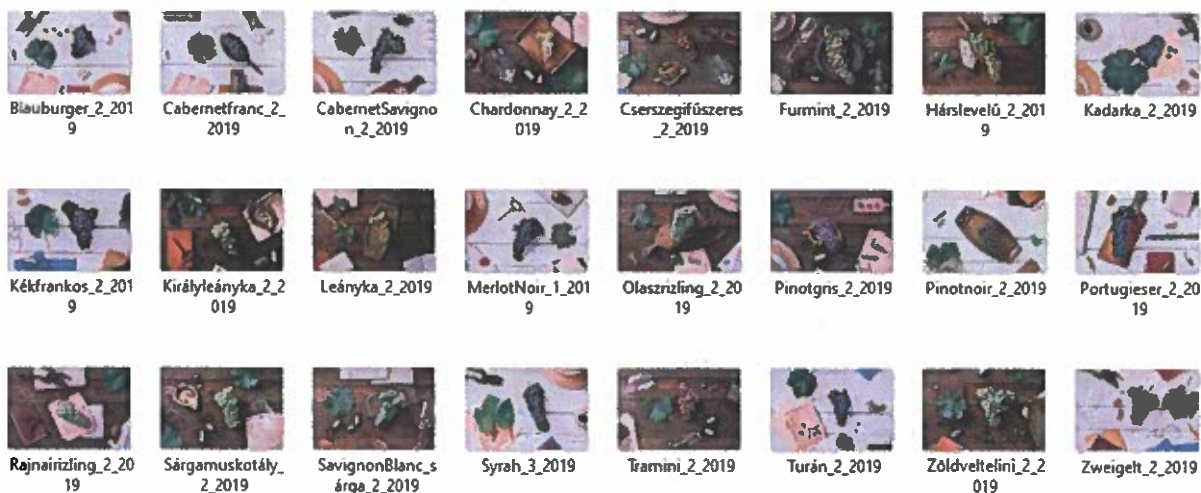 Blauburger_2_201
9
Cabernetfranc_2_
2019
CabernetSavigno
n_2_2019
Chardonnay_2_2
019
Cserszegifűszeres
_2_2019
Furmint_2_2019
Hárslevelű_2_201
9
Kadarka_2_2019
Kékfrankos_2_201
9
Királyleányka_2_2
019
Leányka_2_2019
MerlotNoir_1_201
9
Olaszrizling_2_20
19
Pinotgris_2_2019
Pinotnoir_2_2019
Portugieser_2_20
19
Rajnairizling_2_20
19
Sárgamuskotály_
2_2019
SavignonBlanc_s
árga_2_2019
Syrah_3_2019
Tramini_2_2019
Turán_2_2019
Zöldveltelini_2_2
019
Zweigelt_2_2019